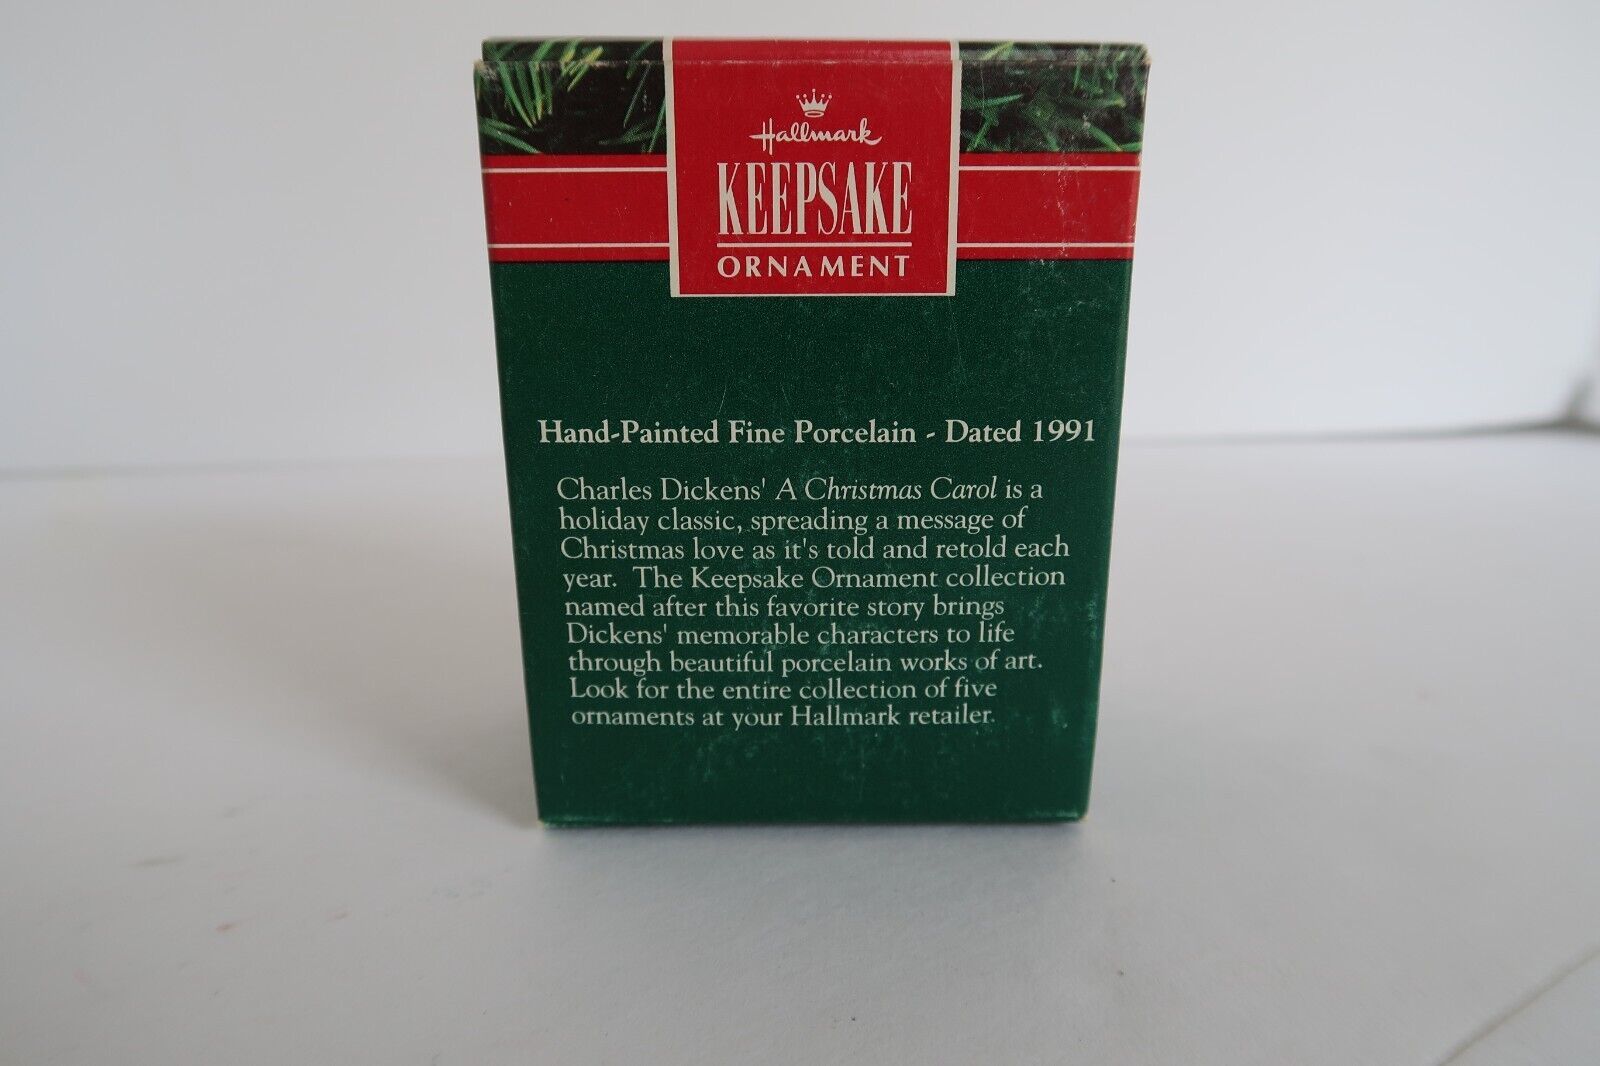 Hallmark
KEEPSAKE
ORNAMENT
Hand-Painted Fine Porcelain - Dated 1991
Charles Dickens' A Christmas Carol is a
holiday classic, spreading a message of
Christmas love as it's told and retold each
year. The Keepsake Ornament collection
named after this favorite story brings
Dickens' memorable characters to life
through beautiful porcelain works of art.
Look for the entire collection of five
ornaments at your Hallmark retailer.